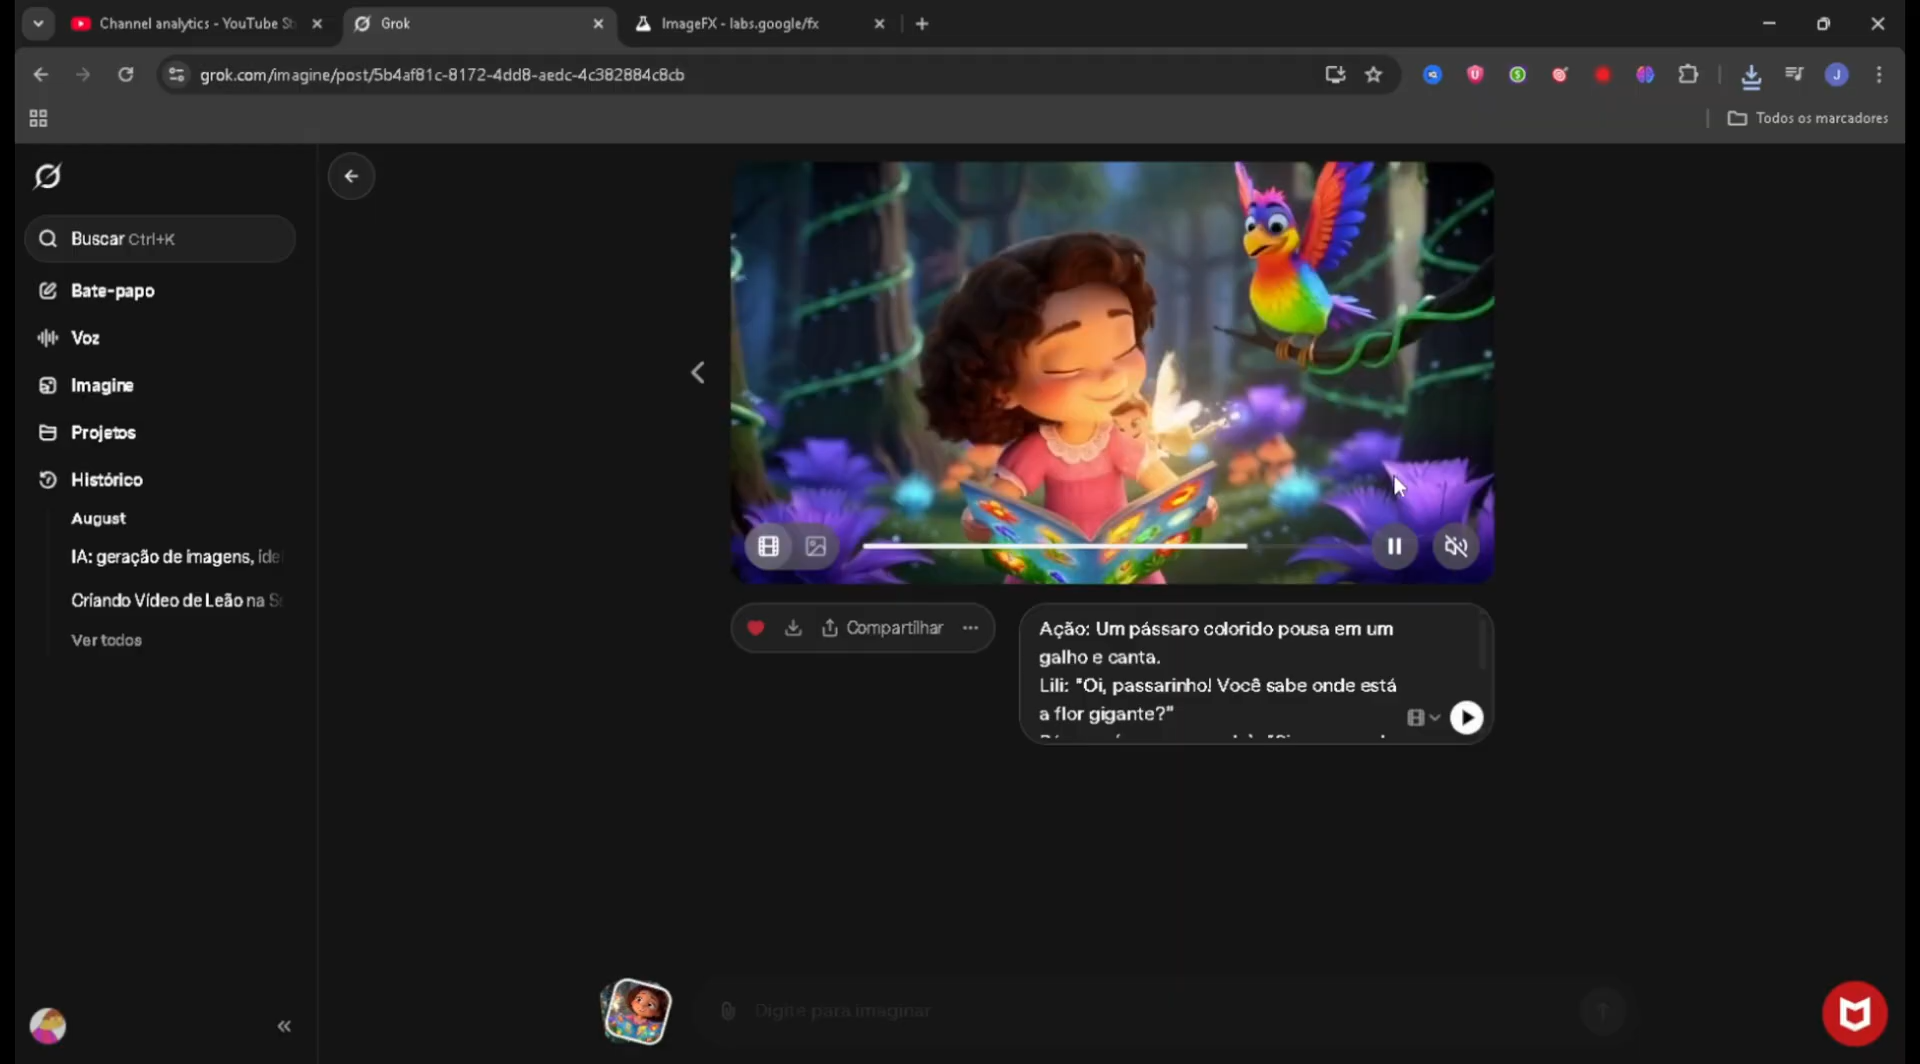 Channel analytics - YouTube St
Grok
ImageFX - labs.google/fx
grok.com/imagine/post/5b4af81c-8172-4dd8-aedc-4c382884c8cb
J
Todos os marcadores
Buscar Ctrl+K
Bate-papo
Voz
Imagine
Projetos
Histórico
August
IA: geração de imagens, ide
Criando Vídeo de Leão na S
Ver todos
Compartilhar
Ação: Um pássaro colorido pousa em um
galho e canta.
Lili: "Oi, passarinho! Você sabe onde está
a flor gigante?"
Digite para imaginar